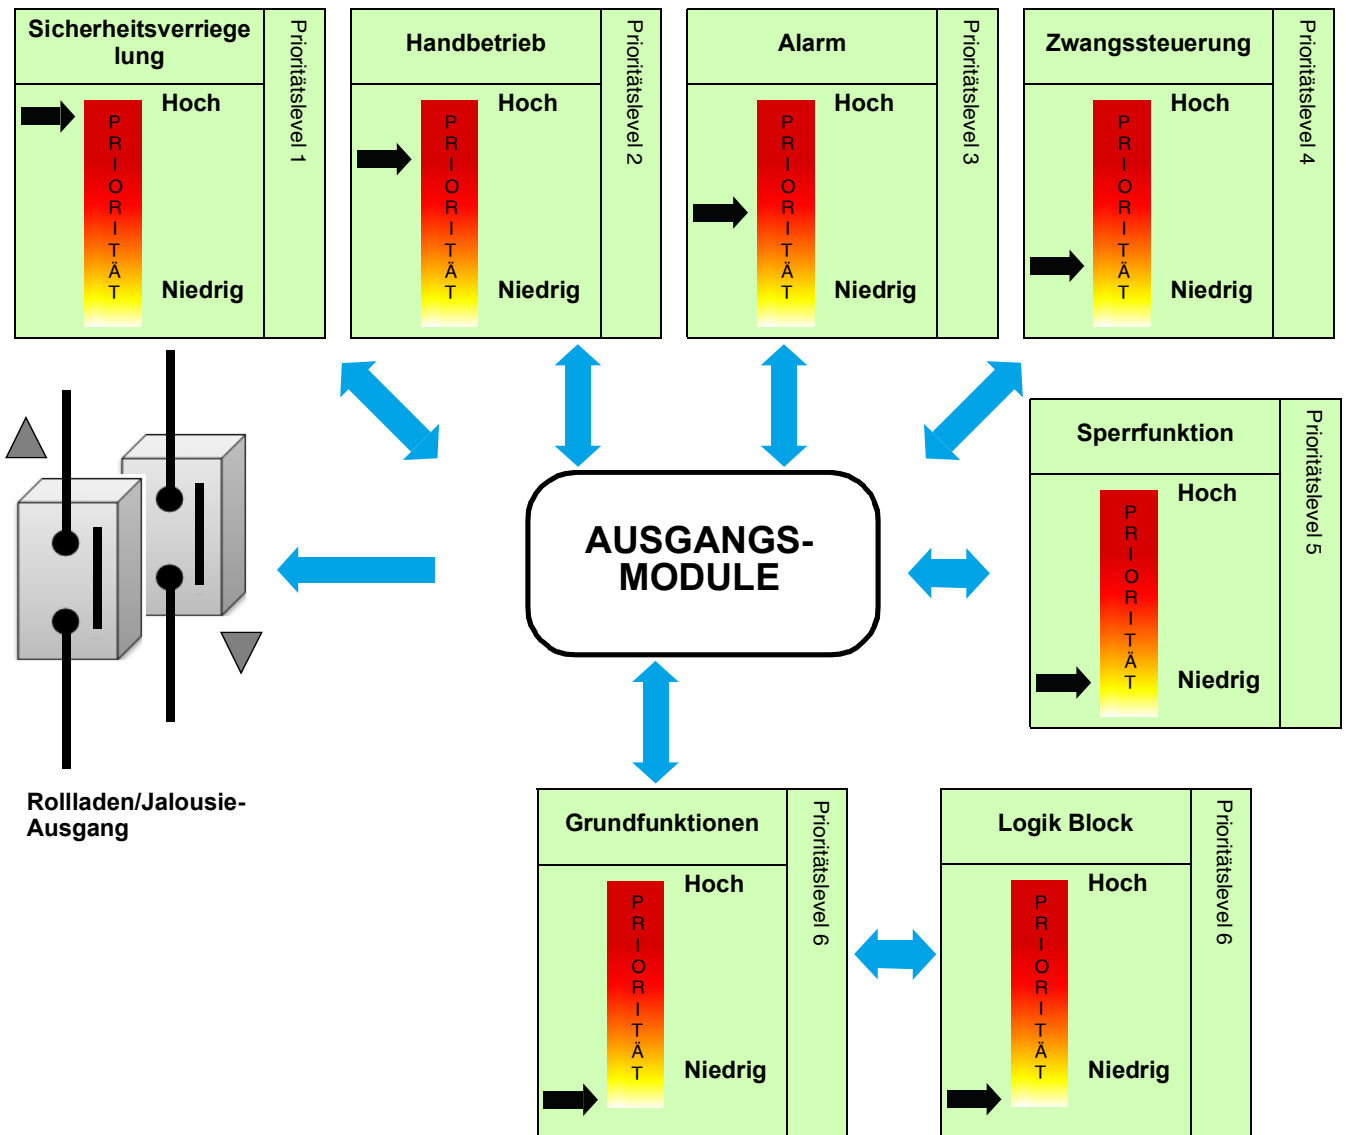 Sicherheitsverriege
lung
Prioritätslevel 1
Hoch
PRIORITÄT
Niedrig
Handbetrieb
Prioritätslevel 2
Hoch
PRIORITÄT
Niedrig
Alarm
Prioritätslevel 3
Hoch
PRIORITÄT
Niedrig
Zwangssteuerung
Prioritätslevel 4
Hoch
PRIORITÄT
Niedrig
Sperrfunktion
Prioritätslevel 5
Hoch
PRIORITÄT
Niedrig
AUSGANGS-
MODULE
Rollladen/Jalousie-
Ausgang
Grundfunktionen
Prioritätslevel 6
Hoch
PRIORITÄT
Niedrig
Logik Block
Prioritätslevel 6
Hoch
PRIORITÄT
Niedrig